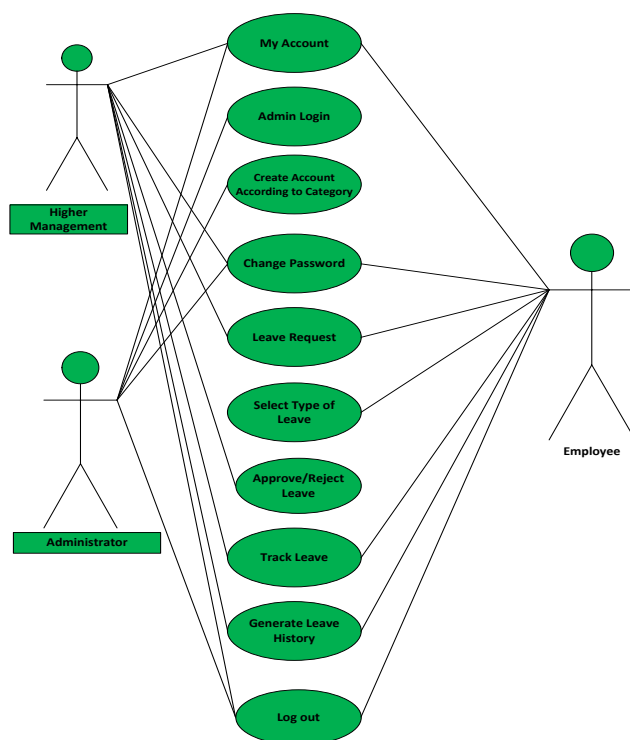 My Account
Admin Login
Create Account
According to Category
Higher
Management
Change Password
Leave Request
Select Type of
Leave
Employee
Approve/Reject
Leave
Administrator
Track Leave
Generate Leave
History
Log out